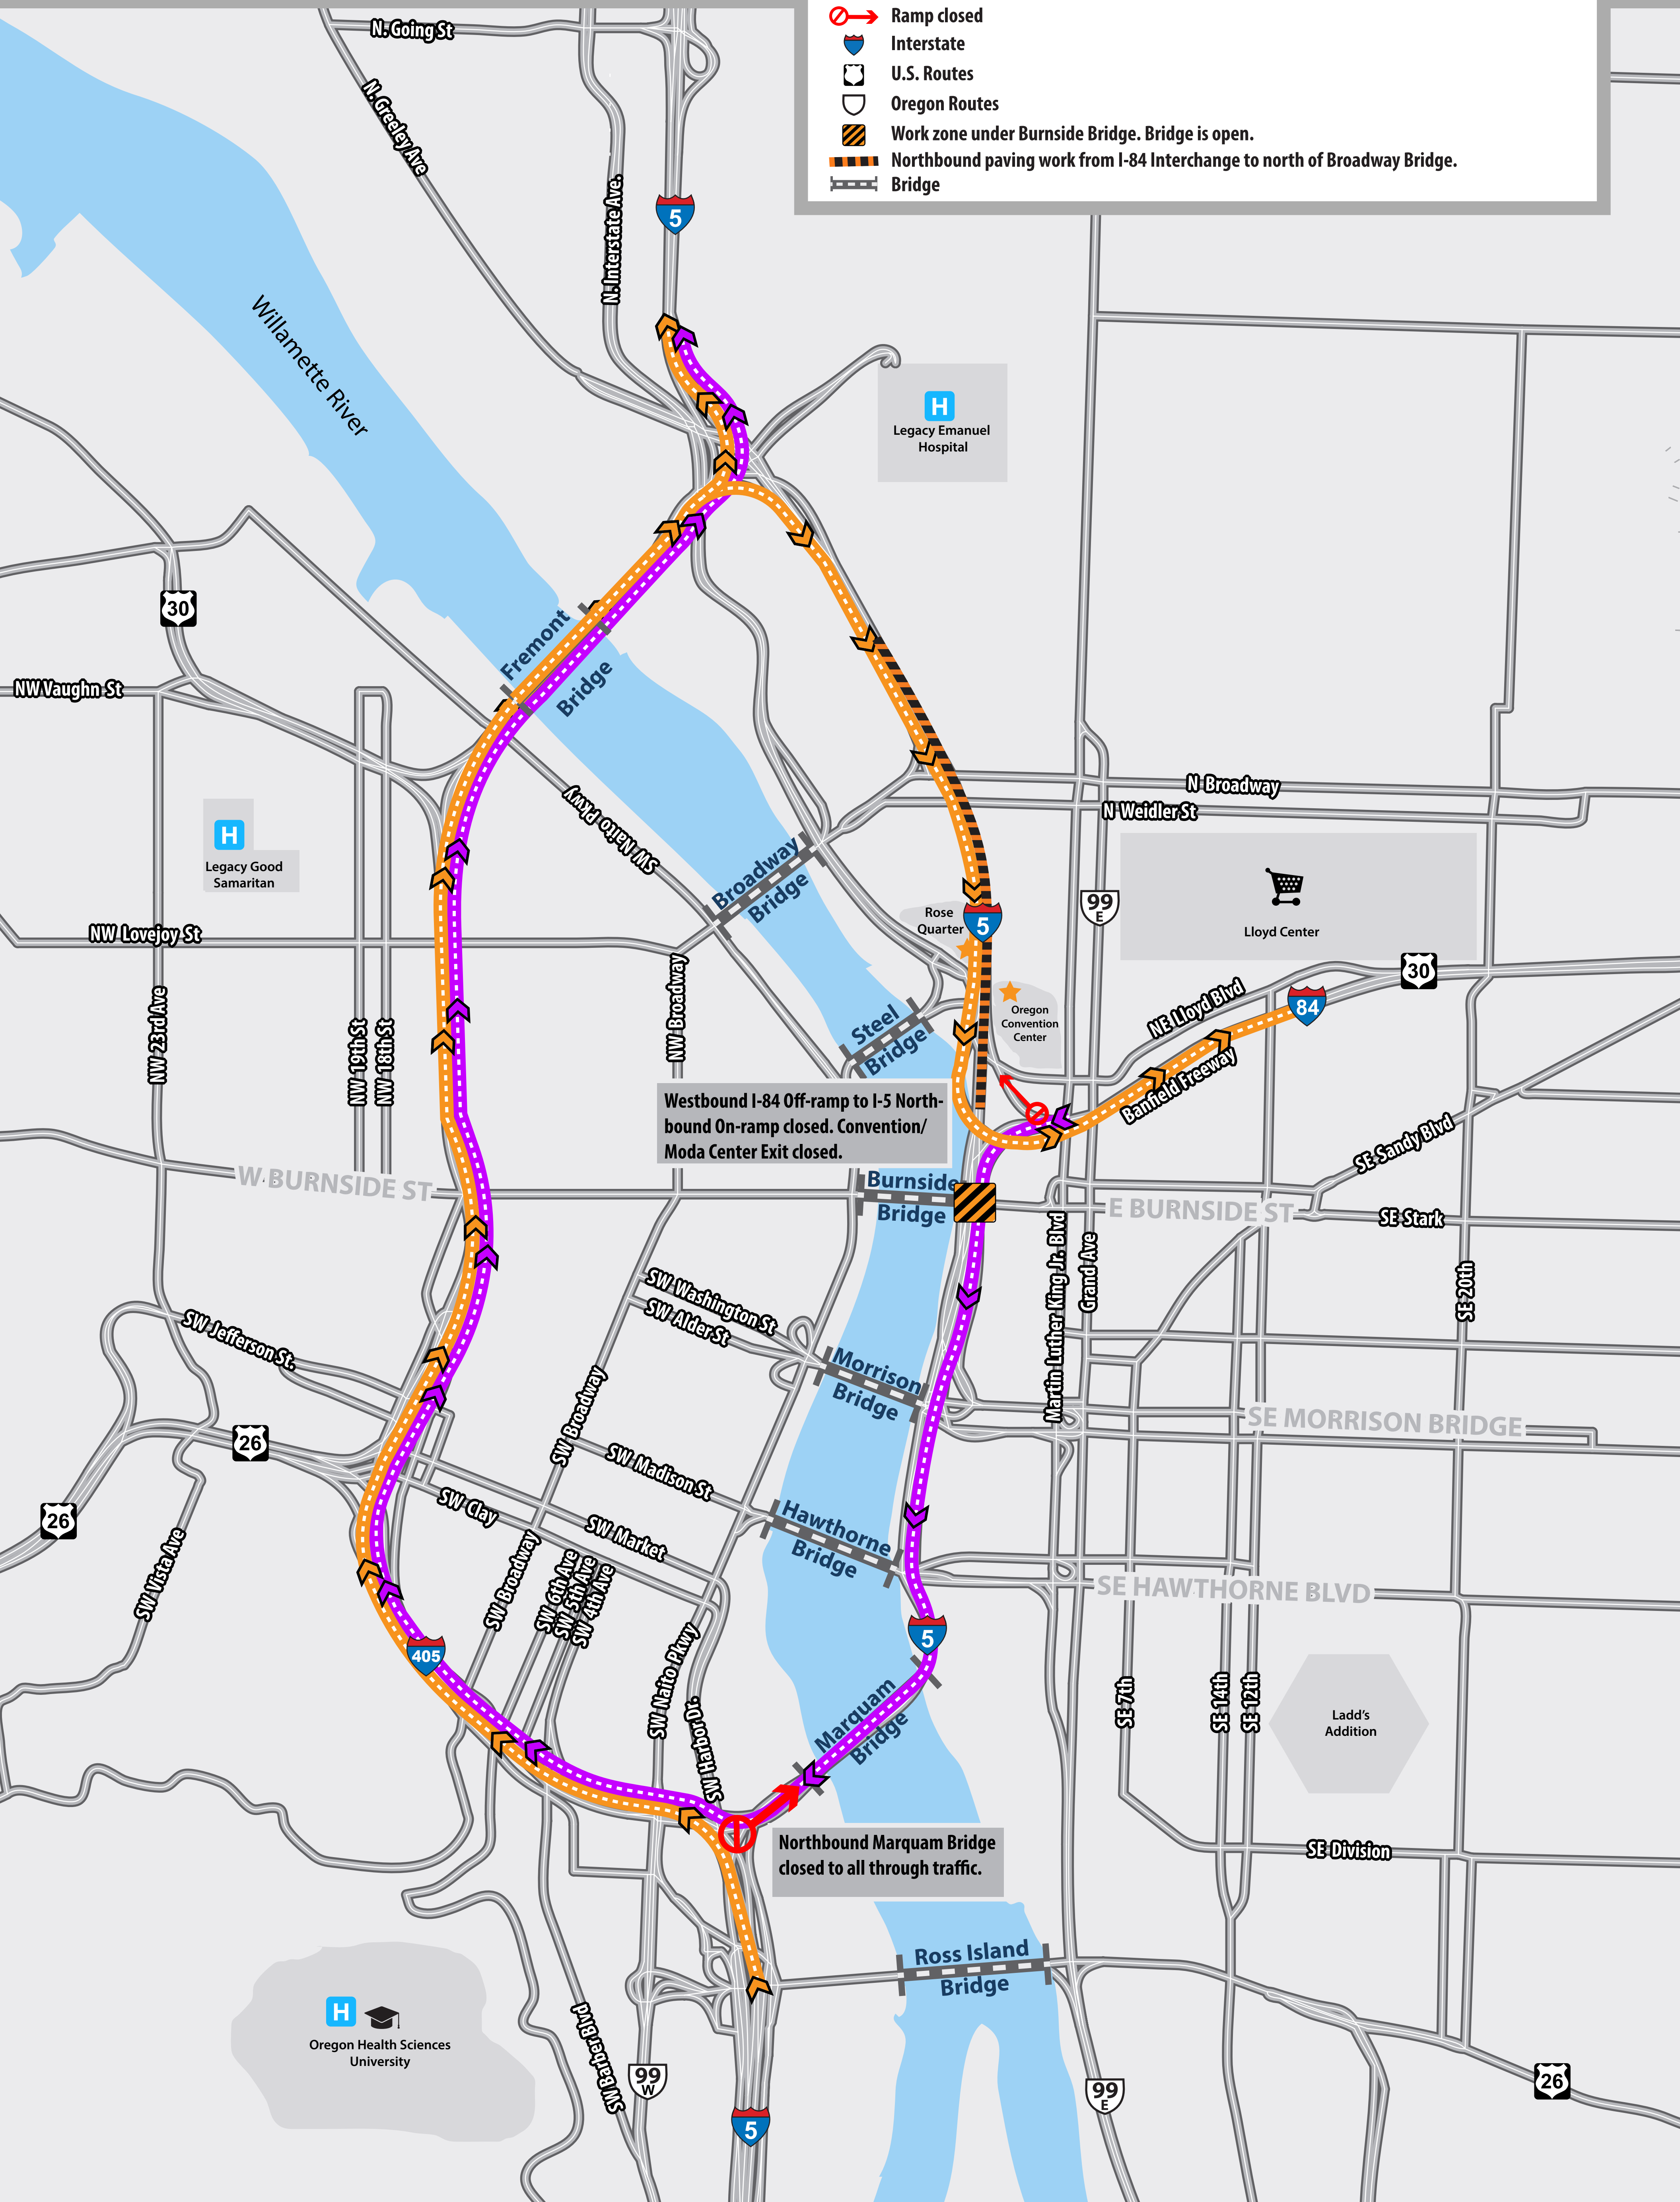 Ramp closed
Interstate
U.S. Routes
Oregon Routes
Work zone under Burnside Bridge. Bridge is open.
Northbound paving work from I-84 Interchange to north of Broadway Bridge.
Bridge
N. Going St
N. Greeley Ave
N. Interstate Ave.
5
Willamette River
H
Legacy Emanuel
Hospital
30
Fremont
Bridge
NW Vaughn St
N Broadway
N Weidler St
SW Naito Pkwy
H
Legacy Good
Samaritan
Broadway
Bridge
Rose
Quarter
5
99
E
Lloyd Center
NW Lovejoy St
NW Broadway
30
84
NE Lloyd Blvd
Banfield Freeway
Oregon
Convention
Center
Steel
Bridge
NW 23rd Ave
NW 19th St
NW 18th St
Westbound I-84 Off-ramp to I-5 North-
bound On-ramp closed. Convention/
Moda Center Exit closed.
SE Sandy Blvd
W BURNSIDE ST
Burnside
Bridge
E BURNSIDE ST
SE Stark
Martin Luther King Jr. Blvd
Grand Ave
SE 20th
SW Washington St
SW Alder St
SW Jefferson St.
Morrison
Bridge
SE MORRISON BRIDGE
26
26
SW Broadway
SW Madison St
SW Clay
SW Market
Hawthorne
Bridge
SE HAWTHORNE BLVD
SW Vista Ave
SW Broadway
SW 6th Ave
SW 5th Ave
SW 4th Ave
405
5
SW Naito Pkwy
SW Harbor Dr.
Marquam
Bridge
SE 7th
SE 14th
SE 12th
Ladd's
Addition
Northbound Marquam Bridge
closed to all through traffic.
SE Division
Ross Island
Bridge
H
Oregon Health Sciences
University
SW Barber Blvd
99
W
99
E
26
5